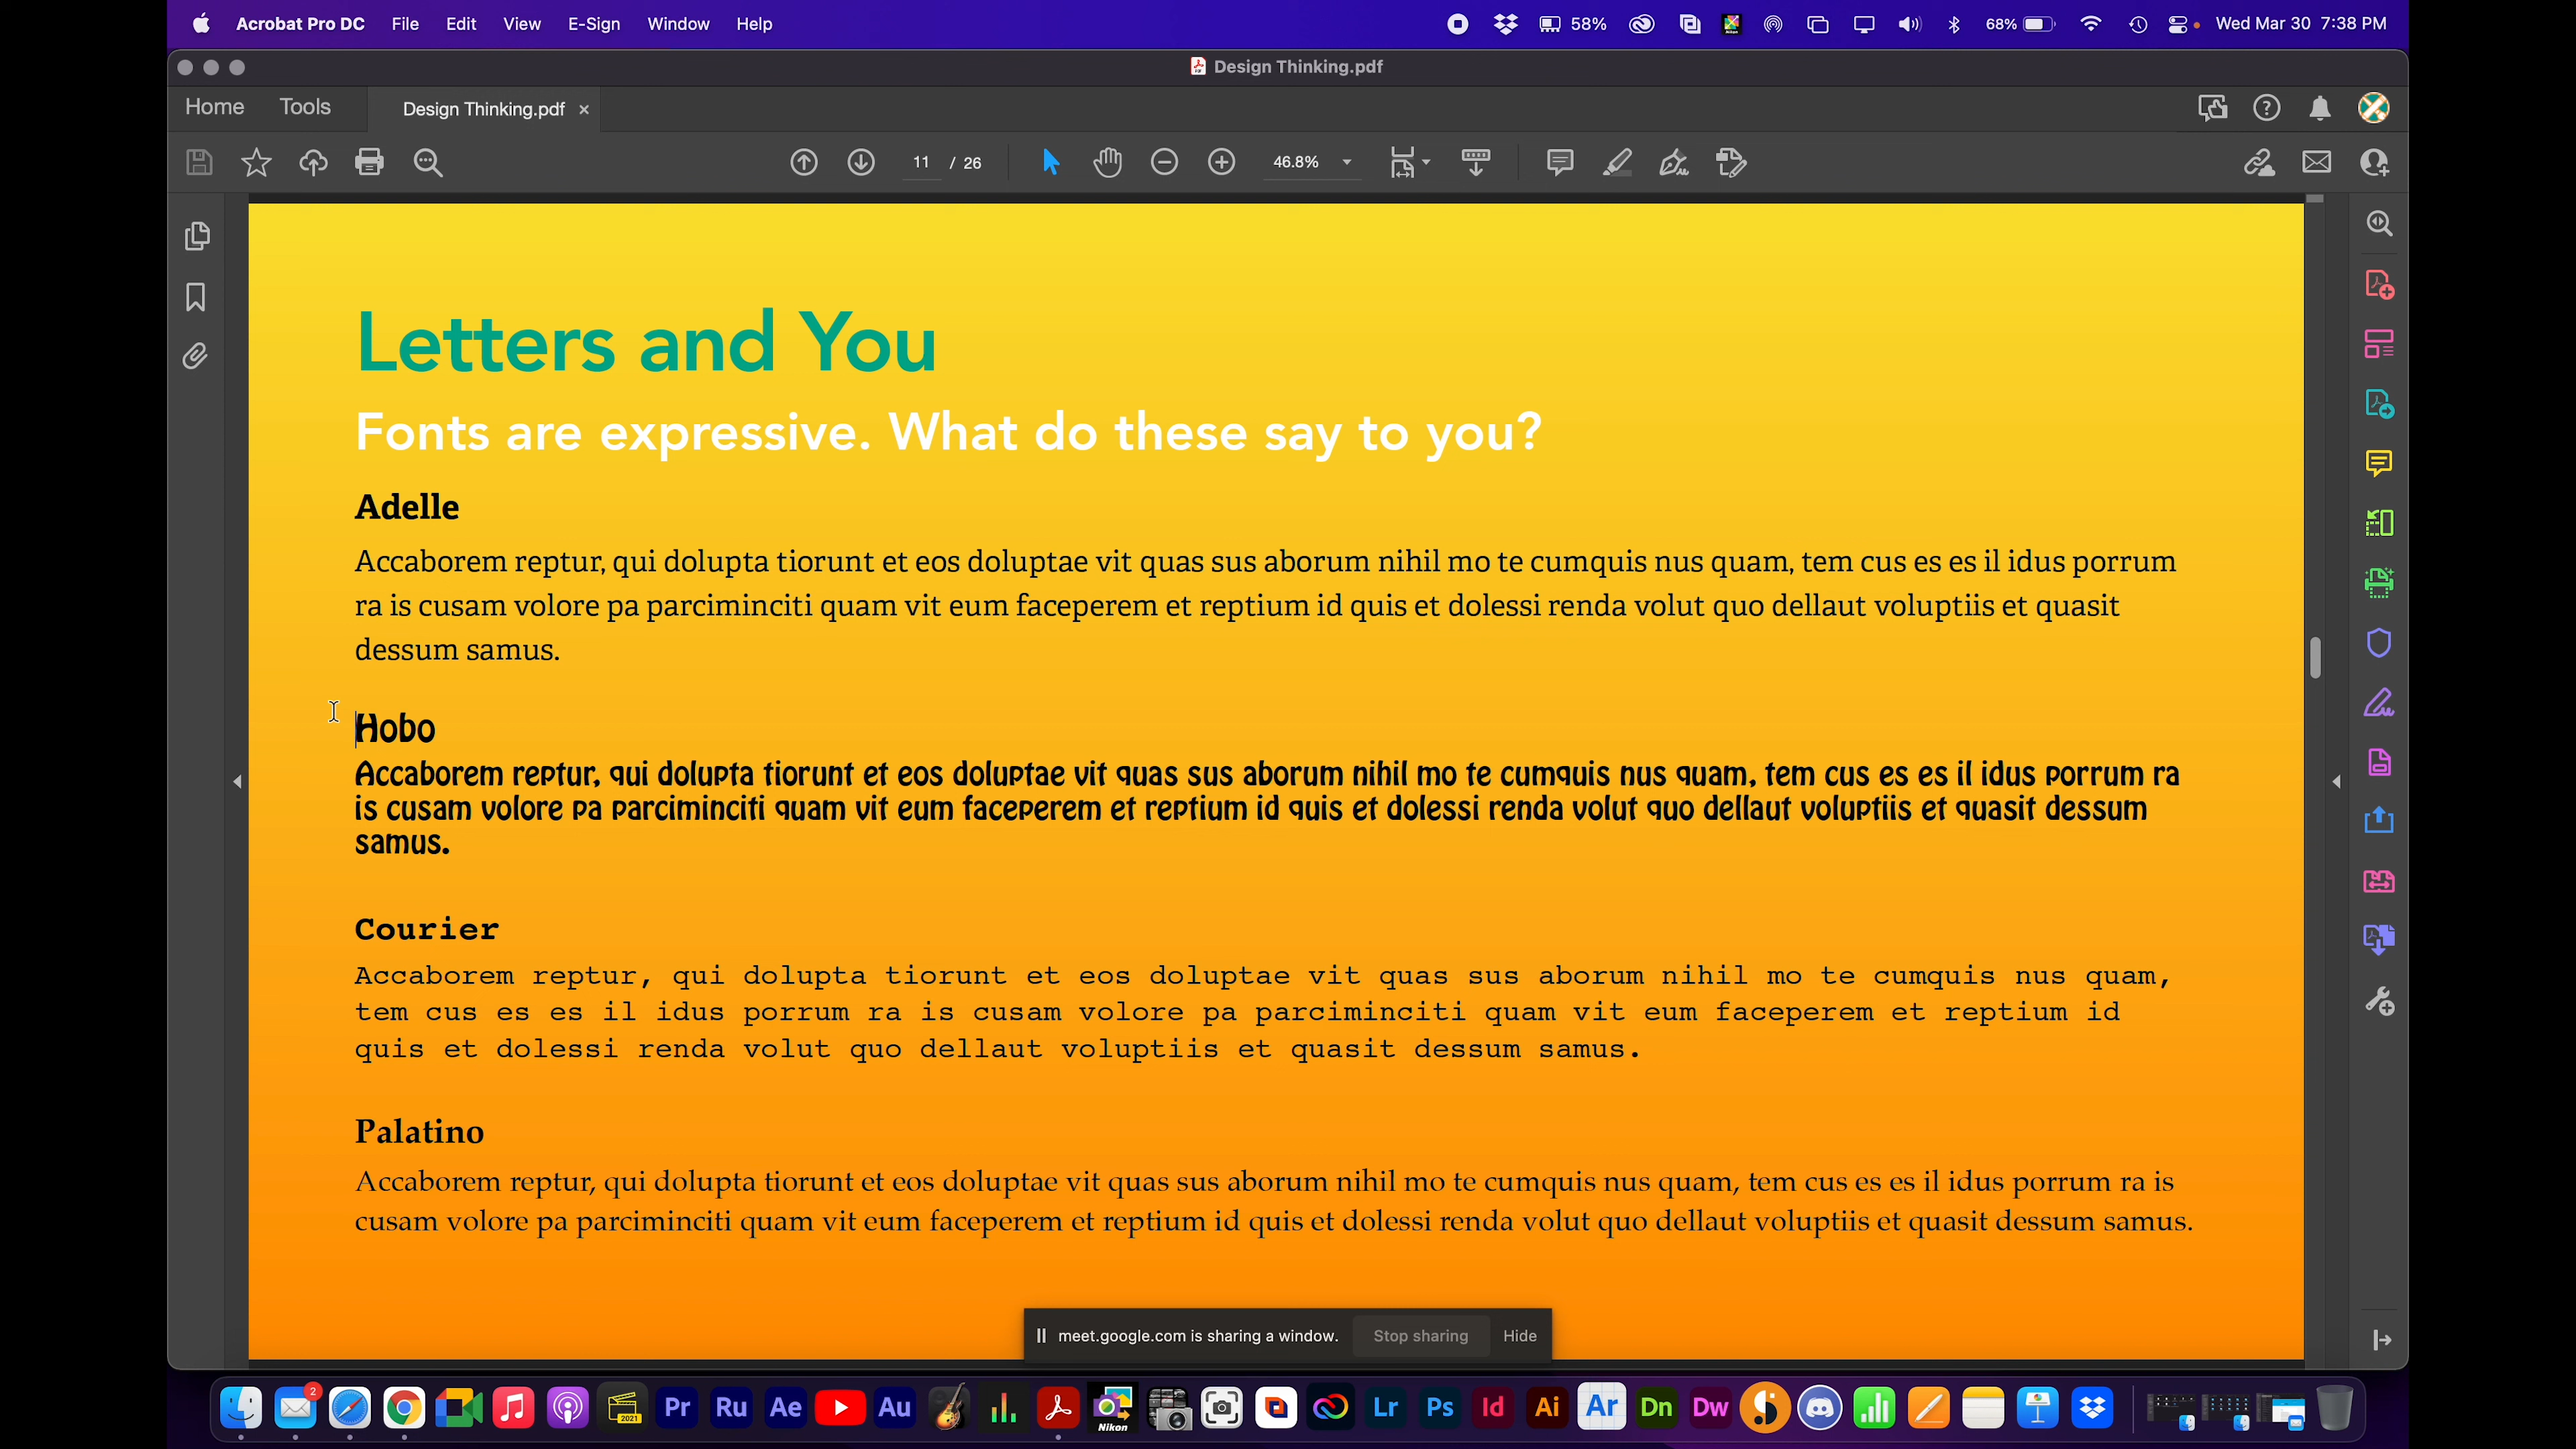 Acrobat Pro DC File Edit View E-Sign Window Help 58% 68% Wed Mar 30 7:38 PM
Design Thinking.pdf
Home Tools Design Thinking.pdf ×
11 / 26 46.8%
Letters and You
Fonts are expressive. What do these say to you?
Adelle
Accaborem reptur, qui dolupta tiorunt et eos doluptae vit quas sus aborum nihil mo te cumquis nus quam, tem cus es es il idus porrum
ra is cusam volore pa parciminciti quam vit eum faceperem et reptium id quis et dolessi renda volut quo dellaut voluptiis et quasit
dessum samus.
Hobo
Accaborem reptur, qui dolupta tiorunt et eos doluptae vit quas sus aborum nihil mo te cumquis nus quam, tem cus es es il idus porrum ra
is cusam volore pa parciminciti quam vit eum faceperem et reptium id quis et dolessi renda volut quo dellaut voluptiis et quasit dessum
samus.
Courier
Accaborem reptur, qui dolupta tiorunt et eos doluptae vit quas sus aborum nihil mo te cumquis nus quam,
tem cus es es il idus porrum ra is cusam volore pa parciminciti quam vit eum faceperem et reptium id
quis et dolessi renda volut quo dellaut voluptiis et quasit dessum samus.
Palatino
Accaborem reptur, qui dolupta tiorunt et eos doluptae vit quas sus aborum nihil mo te cumquis nus quam, tem cus es es il idus porrum ra is
cusam volore pa parciminciti quam vit eum faceperem et reptium id quis et dolessi renda volut quo dellaut voluptiis et quasit dessum samus.
meet.google.com is sharing a window. Stop sharing Hide
2 2021 Pr Ru Ae Au Nikon Lr Ps Id Ai Ar Dn Dw